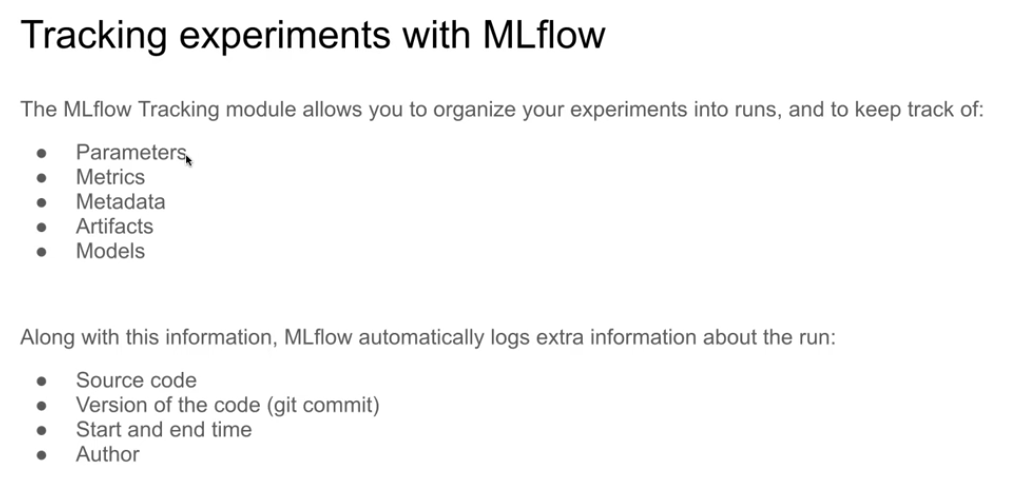 Tracking experiments with MLflow
The MLflow Tracking module allows you to organize your experiments into runs, and to keep track of:
● Parameters
● Metrics
● Metadata
● Artifacts
● Models
Along with this information, MLflow automatically logs extra information about the run:
● Source code
● Version of the code (git commit)
● Start and end time
● Author